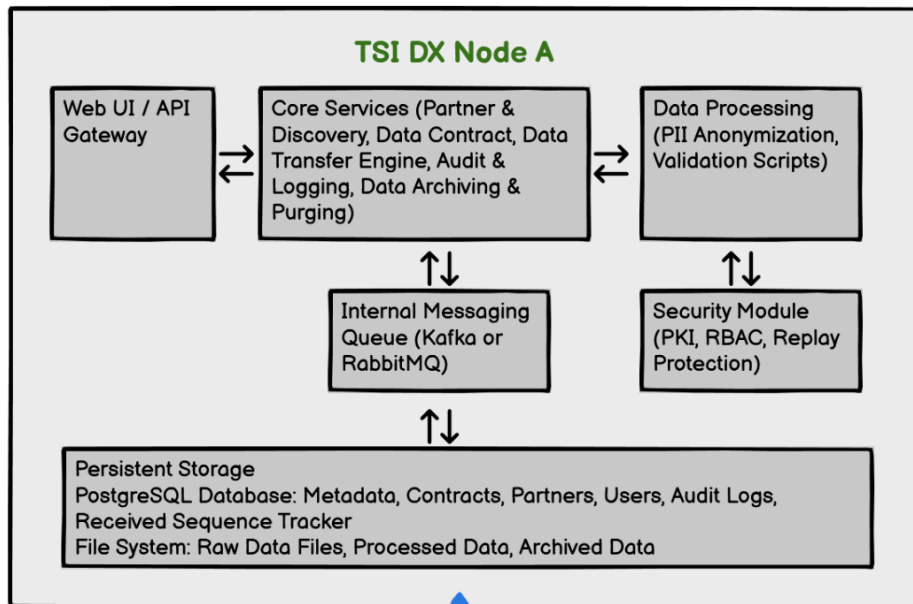 TSI DX Node A
Web UI / API
Gateway
Core Services (Partner &
Discovery, Data Contract, Data
Transfer Engine, Audit &
Logging, Data Archiving &
Purging)
Data Processing
(PII Anonymization,
Validation Scripts)
Internal Messaging
Queue (Kafka or
RabbitMQ)
Security Module
(PKI, RBAC, Replay
Protection)
Persistent Storage
PostgreSQL Database: Metadata, Contracts, Partners, Users, Audit Logs,
Received Sequence Tracker
File System: Raw Data Files, Processed Data, Archived Data